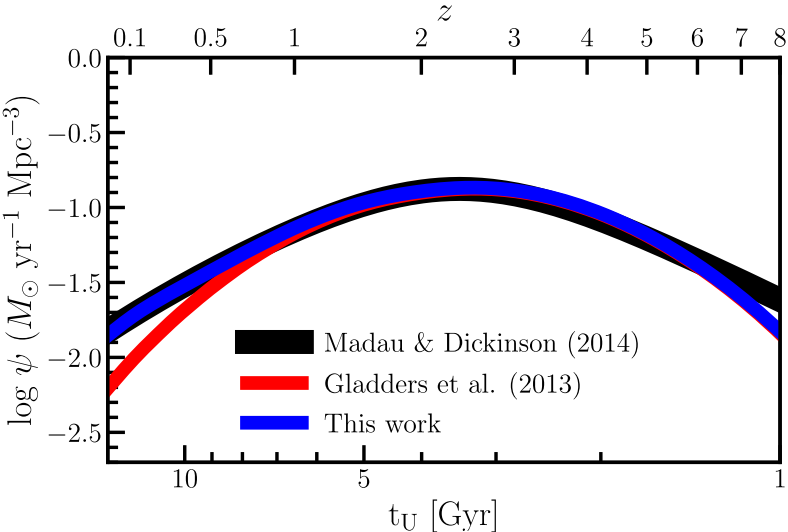 z
0.1 0.5 1 2 3 4 5 6 7 8
0.0
−0.5
−1.0
−1.5
−2.0
−2.5
log ψ (M⊙ yr⁻¹ Mpc⁻³)
Madau & Dickinson (2014)
Gladders et al. (2013)
This work
10 5 1
t_U [Gyr]